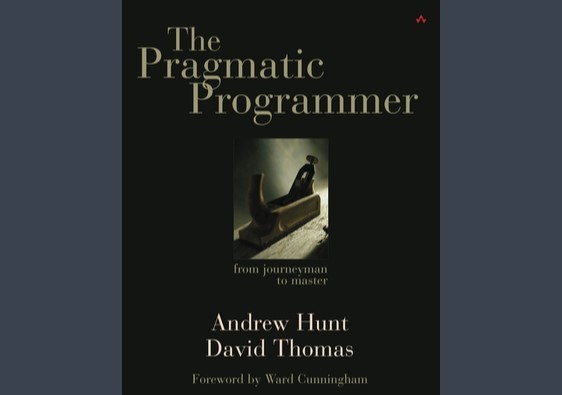 The
Pragmatic
Programmer
from journeyman
to master
Andrew Hunt
David Thomas
Foreword by Ward Cunningham